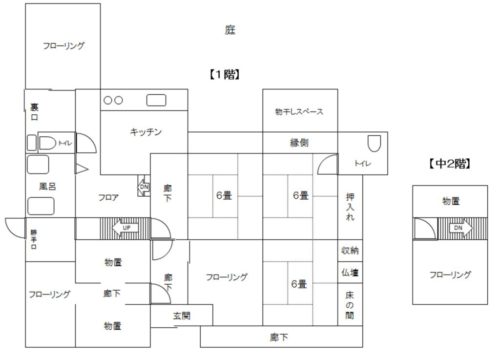 庭
フローリング
【1階】
裏口
トイレ
キッチン
物干しスペース
縁側
トイレ
【中2階】
風呂
フロア
DN
廊下
6畳
6畳
押入れ
物置
DN
勝手口
UP
物置
廊下
フローリング
収納
仏壇
6畳
フローリング
フローリング
廊下
床の間
物置
玄関
廊下